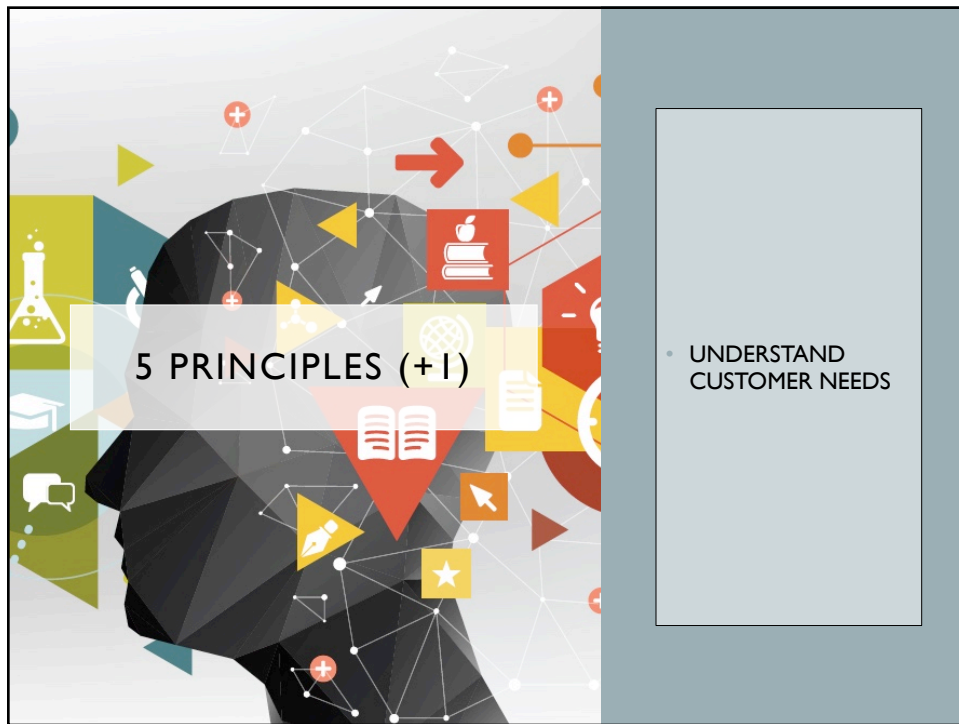 5 PRINCIPLES (+1)
• UNDERSTAND
CUSTOMER NEEDS